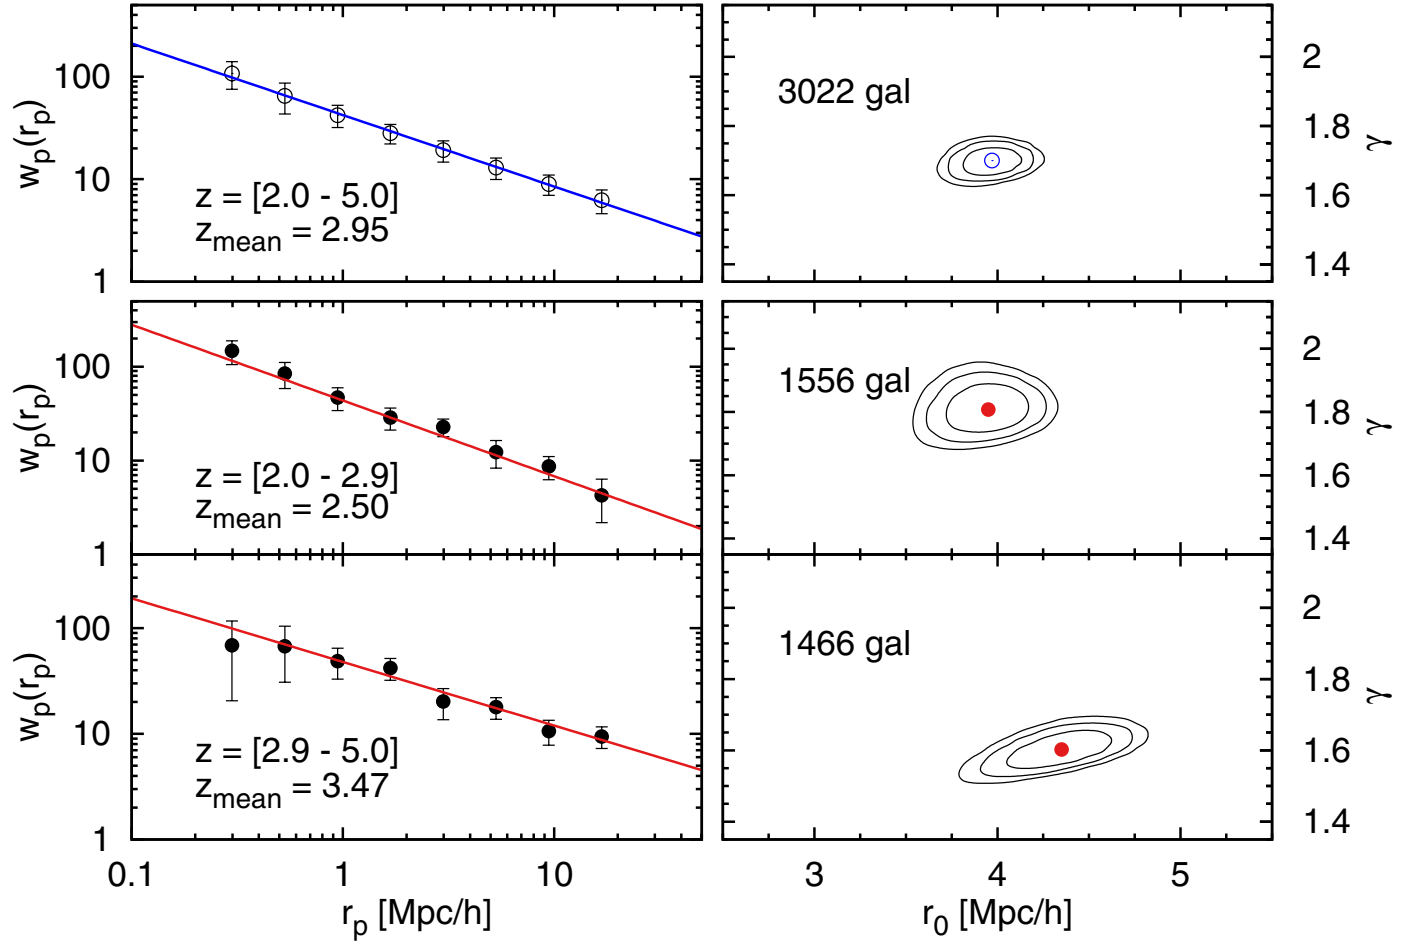 100
10
1
w_p(r_p)
z = [2.0 - 5.0]
z_mean = 2.95
3022 gal
2
1.8
1.6
1.4
γ
100
10
1
w_p(r_p)
z = [2.0 - 2.9]
z_mean = 2.50
1556 gal
2
1.8
1.6
1.4
γ
100
10
1
w_p(r_p)
z = [2.9 - 5.0]
z_mean = 3.47
1466 gal
2
1.8
1.6
1.4
γ
0.1 1 10
3 4 5
r_p [Mpc/h]
r_0 [Mpc/h]